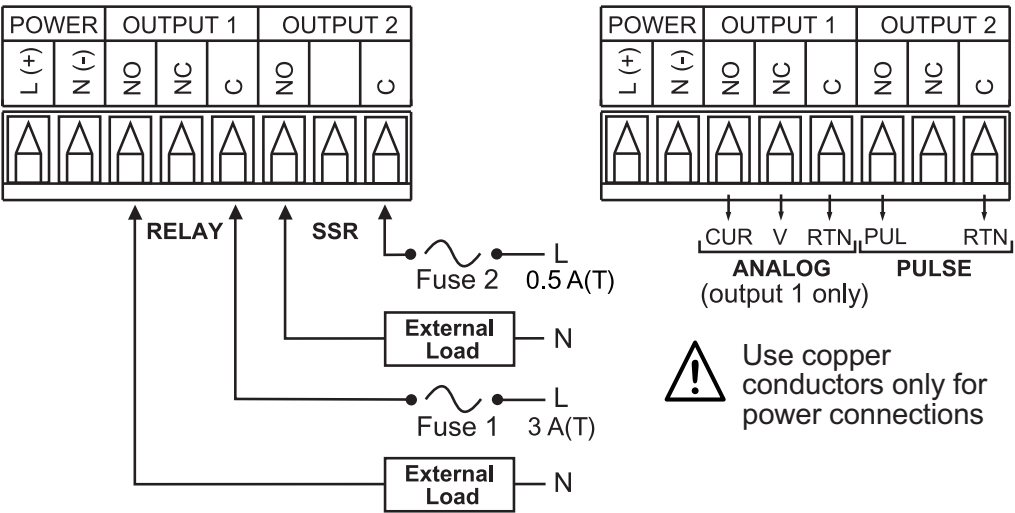 POWER OUTPUT 1 OUTPUT 2
L (+) N (-) NO NC C NO C
RELAY SSR
Fuse 2 L
0.5 A(T)
External
Load N
Fuse 1 L
3 A(T)
External
Load N
POWER OUTPUT 1 OUTPUT 2
L (+) N (-) NO NC C NO NC C
CUR V RTN PUL RTN
ANALOG PULSE
(output 1 only)
Use copper
conductors only for
power connections